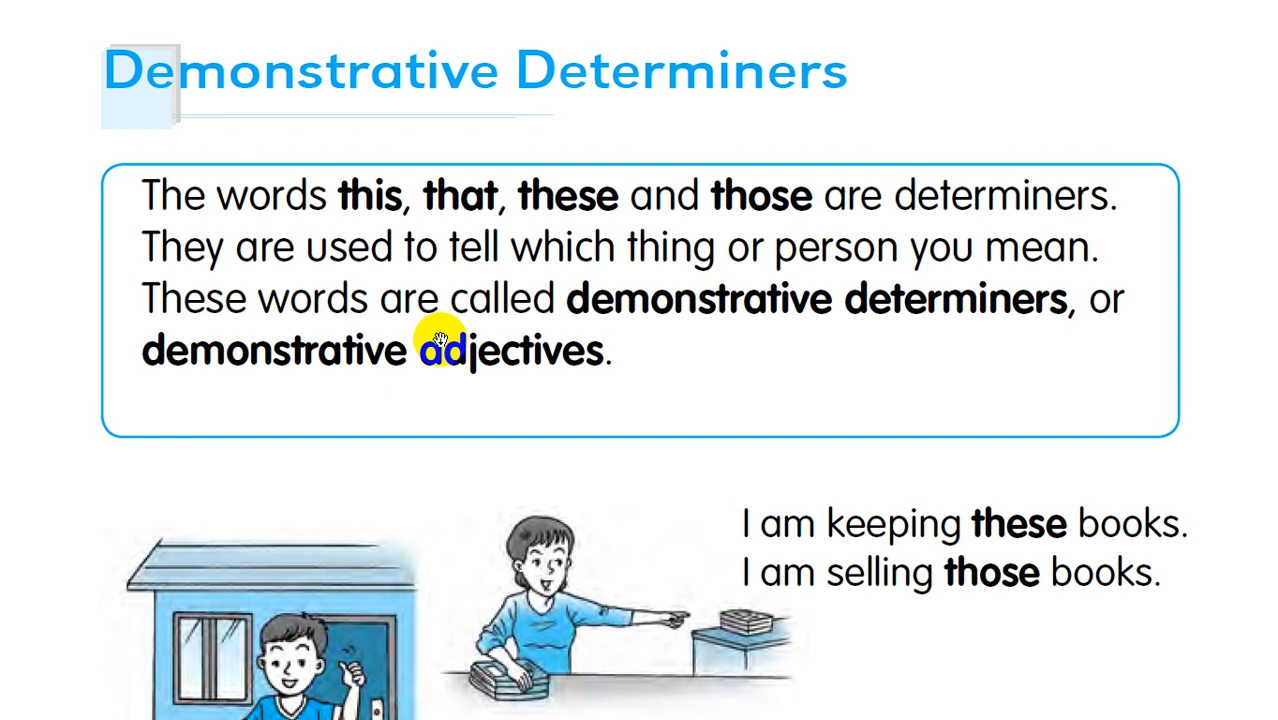 Demonstrative Determiners
The words this, that, these and those are determiners.
They are used to tell which thing or person you mean.
These words are called demonstrative determiners, or
demonstrative adjectives.
I am keeping these books.
I am selling those books.